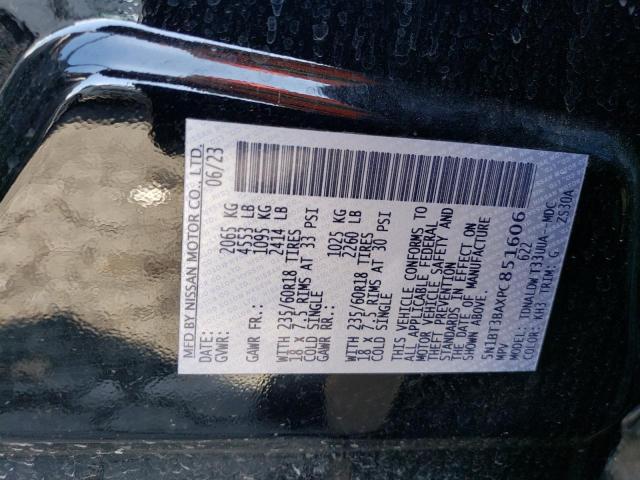 MFD BY NISSAN MOTOR CO., LTD.
DATE: 06/23
GVWR: 2065 KG
4553 LB
GAWR FR.: 1095 KG
2414 LB
WITH 235/60R18 TIRES
18 X 7.5 RIMS AT 33 PSI
COLD SINGLE
GAWR RR.: 1025 KG
2260 LB
WITH 235/60R18 TIRES
18 X 7.5 RIMS AT 30 PSI
COLD SINGLE
THIS VEHICLE CONFORMS TO
ALL APPLICABLE FEDERAL
MOTOR VEHICLE SAFETY AND
THEFT PREVENTION
STANDARDS IN EFFECT
ON THE DATE OF MANUFACTURE
SHOWN ABOVE.
5N1BT3BAXPC851606
MPV 622
MODEL: -MDC
COLOR: KH3 TRIM: G ZS30A